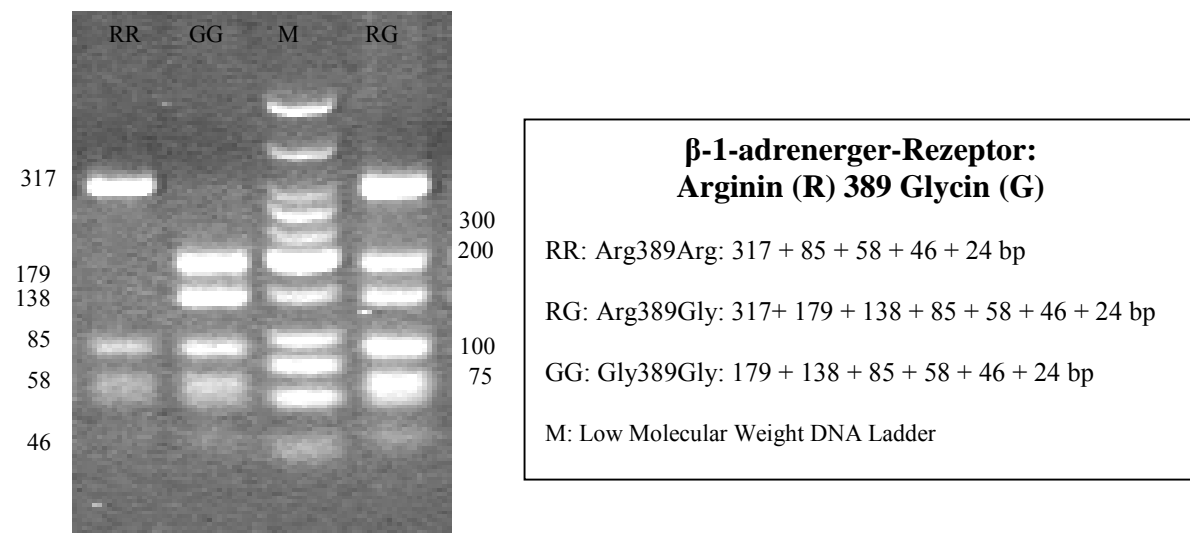 RR GG M RG
317
179
138
85
58
46
300
200
100
75
β-1-adrenerger-Rezeptor:
Arginin (R) 389 Glycin (G)
RR: Arg389Arg: 317 + 85 + 58 + 46 + 24 bp
RG: Arg389Gly: 317+ 179 + 138 + 85 + 58 + 46 + 24 bp
GG: Gly389Gly: 179 + 138 + 85 + 58 + 46 + 24 bp
M: Low Molecular Weight DNA Ladder